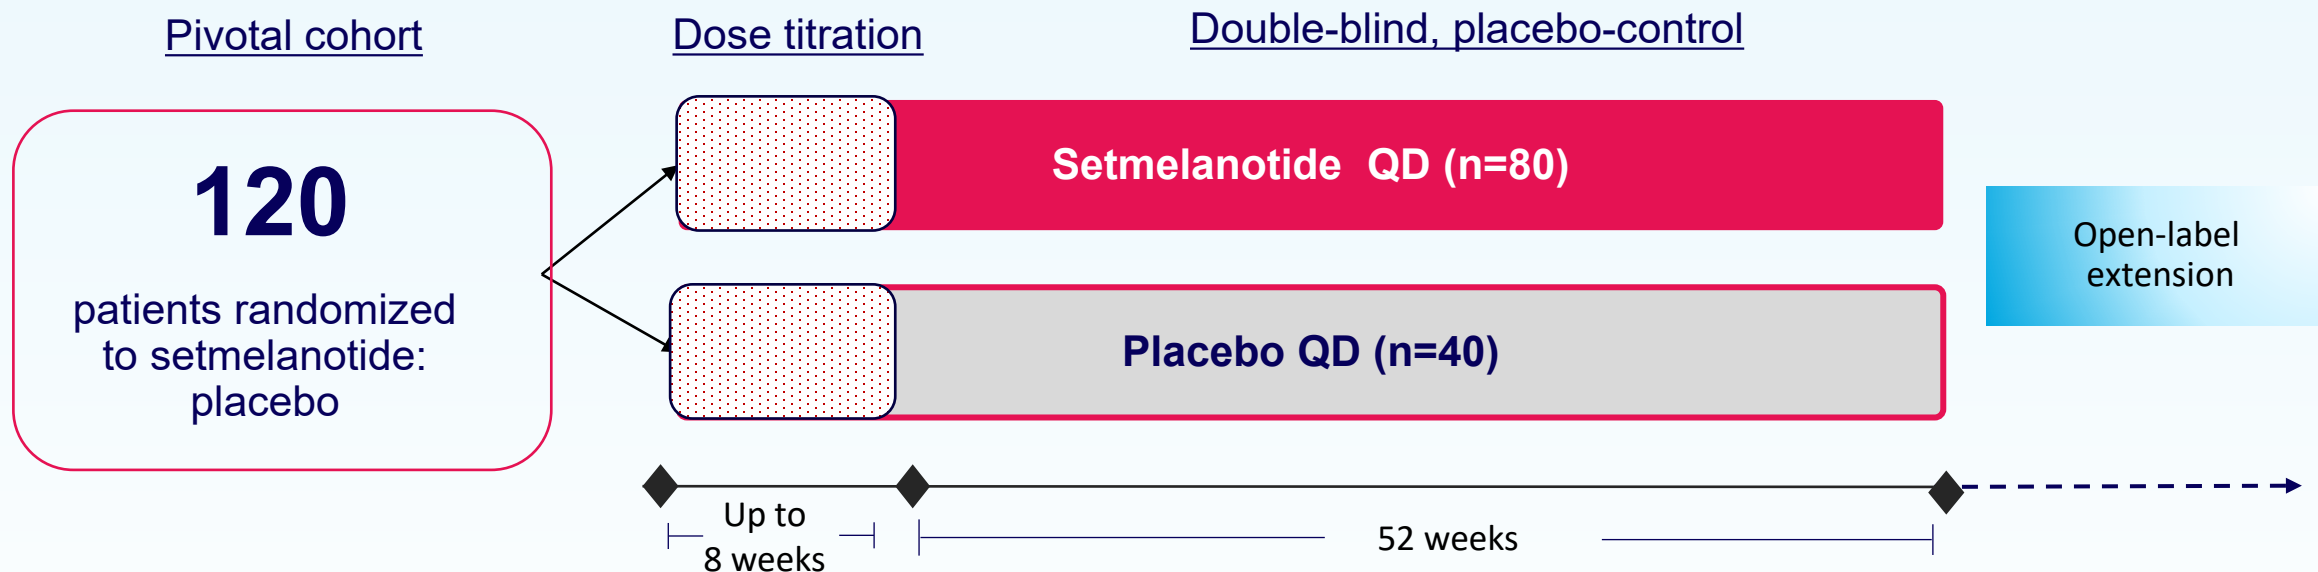 Pivotal cohort
Dose titration
Double-blind, placebo-control
120
patients randomized
to setmelanotide:
placebo
Setmelanotide  QD (n=80)
Placebo QD (n=40)
Open-label
extension
Up to
8 weeks
52 weeks